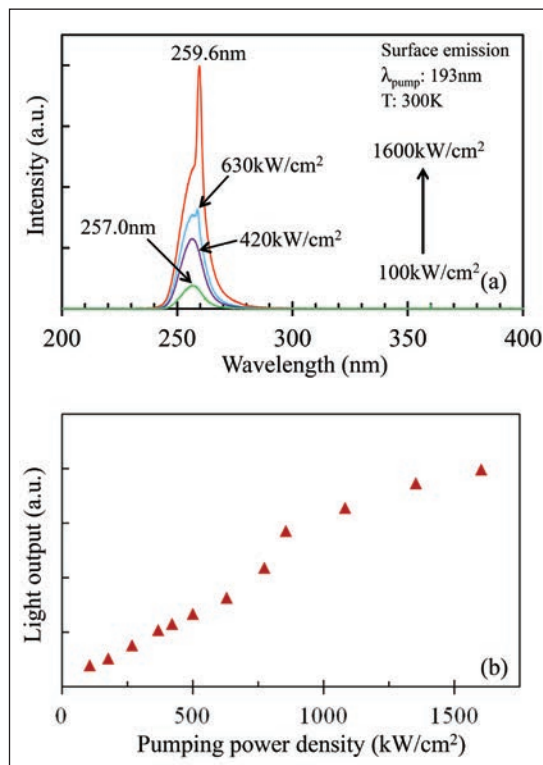 259.6nm
Surface emission
λpump: 193nm
T: 300K
1600kW/cm²
630kW/cm²
257.0nm
420kW/cm²
100kW/cm²
(a)
Intensity (a.u.)
200 250 300 350 400
Wavelength (nm)
Light output (a.u.)
(b)
0 500 1000 1500
Pumping power density (kW/cm²)